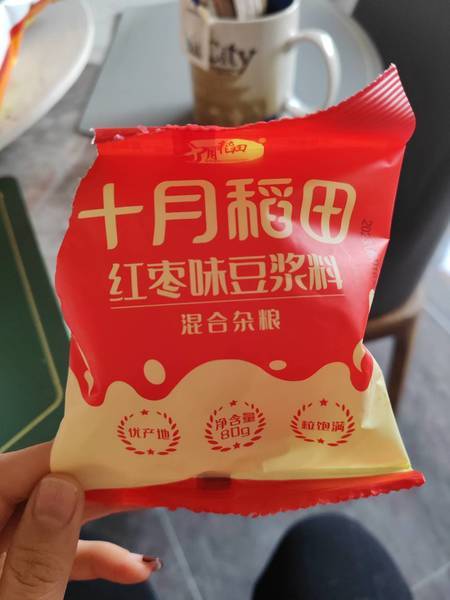 City
十月稻田
十月稻田
红枣味豆浆料
混合杂粮
优产地
净含量
80g
粒饱满